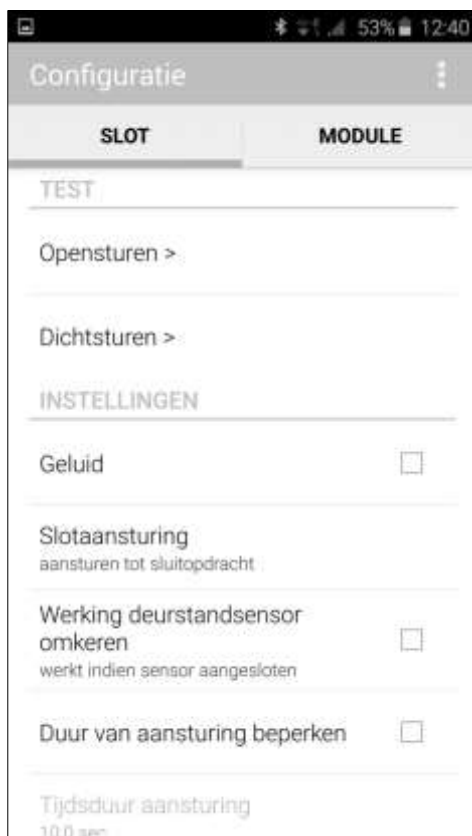 53% 12:40
Configuratie
SLOT MODULE
TEST
Opensturen >
Dichtsturen >
INSTELLINGEN
Geluid
Slotaansturing
aansturen tot sluitopdracht
Werking deurstandsensor
omkeren
werkt indien sensor aangesloten
Duur van aansturing beperken
Tijdsduur aansturing
10.0 sec